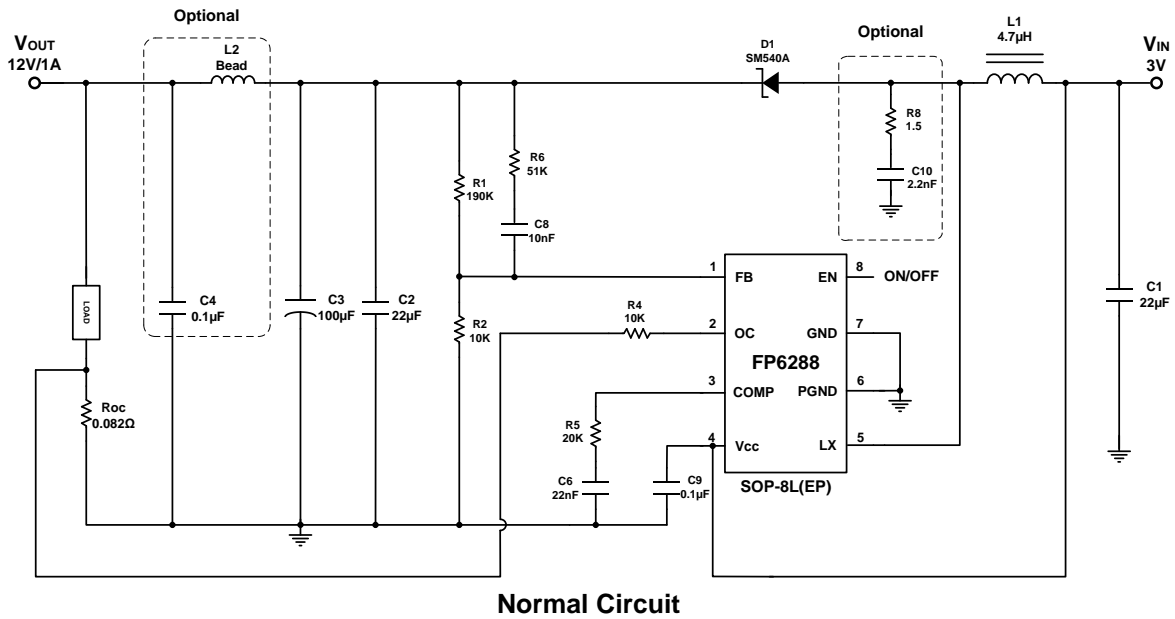 Optional
VOUT
12V/1A
L2
Bead
D1
SM540A
Optional
L1
4.7µH
VIN
3V
R8
1.5
C10
2.2nF
R6
51K
R1
190K
C8
10nF
C4
0.1µF
C3
100µF
C2
22µF
R2
10K
R4
10K
LOAD
Roc
0.082Ω
1
FB
EN
8
ON/OFF
2
OC
GND
7
FP6288
3
COMP
PGND
6
4
Vcc
LX
5
SOP-8L(EP)
C1
22µF
R5
20K
C6
22nF
C9
0.1µF
Normal Circuit